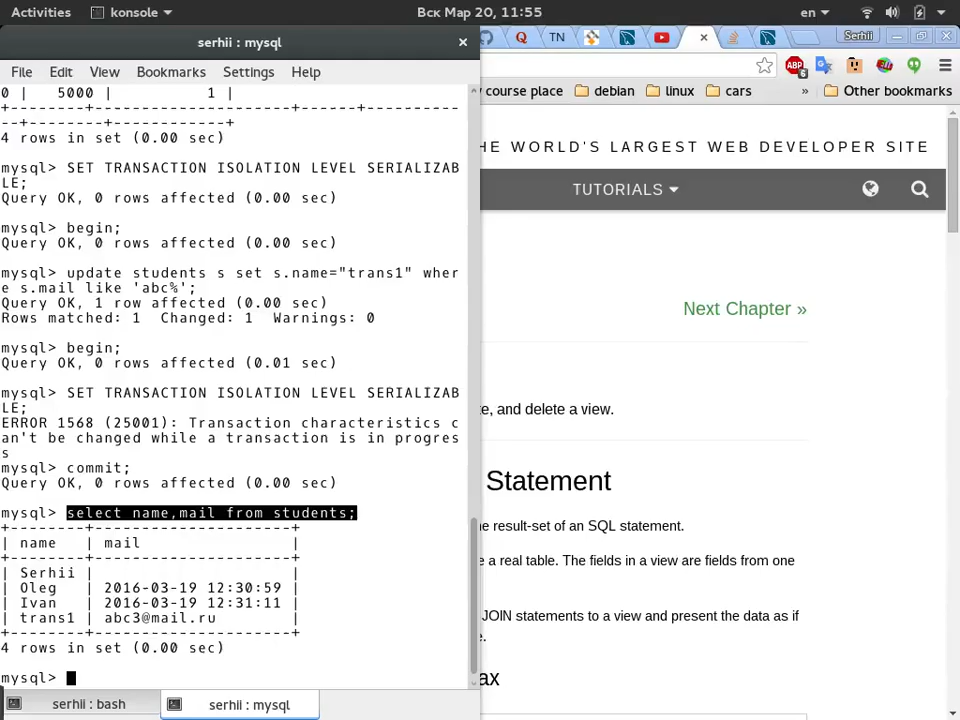 Activities konsole Вск Мар 20, 11:55 en
serhii : mysql
File Edit View Bookmarks Settings Help
0 | 5000 | 1 |
+--------+----------------------+------+-----------
--+--------+------------+
4 rows in set (0.00 sec)
mysql> SET TRANSACTION ISOLATION LEVEL SERIALIZAB
LE;
Query OK, 0 rows affected (0.00 sec)
mysql> begin;
Query OK, 0 rows affected (0.00 sec)
mysql> update students s set s.name="trans1" wher
e s.mail like 'abc%';
Query OK, 1 row affected (0.00 sec)
Rows matched: 1 Changed: 1 Warnings: 0
mysql> begin;
Query OK, 0 rows affected (0.01 sec)
mysql> SET TRANSACTION ISOLATION LEVEL SERIALIZAB
LE;
ERROR 1568 (25001): Transaction characteristics c
an't be changed while a transaction is in progres
s
mysql> commit;
Query OK, 0 rows affected (0.00 sec)
mysql> select name,mail from students;
+--------+---------------------+
| name | mail |
+--------+---------------------+
| Serhii | |
| Oleg | 2016-03-19 12:30:59 |
| Ivan | 2016-03-19 12:31:11 |
| trans1 | abc3@mail.ru |
+--------+---------------------+
4 rows in set (0.00 sec)
mysql>
serhii : bash serhii : mysql
Q TN Serhii
ABP 6
y course place debian linux cars » Other bookmarks
HE WORLD'S LARGEST WEB DEVELOPER SITE
TUTORIALS
Next Chapter »
te, and delete a view.
Statement
he result-set of an SQL statement.
e a real table. The fields in a view are fields from one
JOIN statements to a view and present the data as if
e.
ax